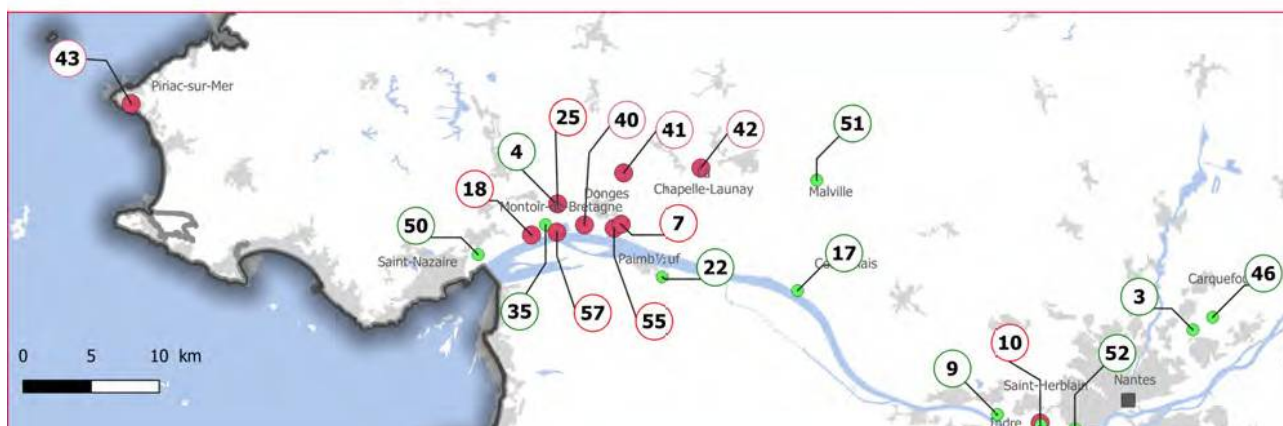 43
Piriac-sur-Mer
25
40
41
42
51
4
18
Donges
Chapelle-Launay
Malville
Montoir-de-Bretagne
50
7
Saint-Nazaire
Paimb½uf
22
17
46
Carquefou
3
35
57
55
0 5 10 km
10
52
9
Saint-Herblain
Nantes
Indre